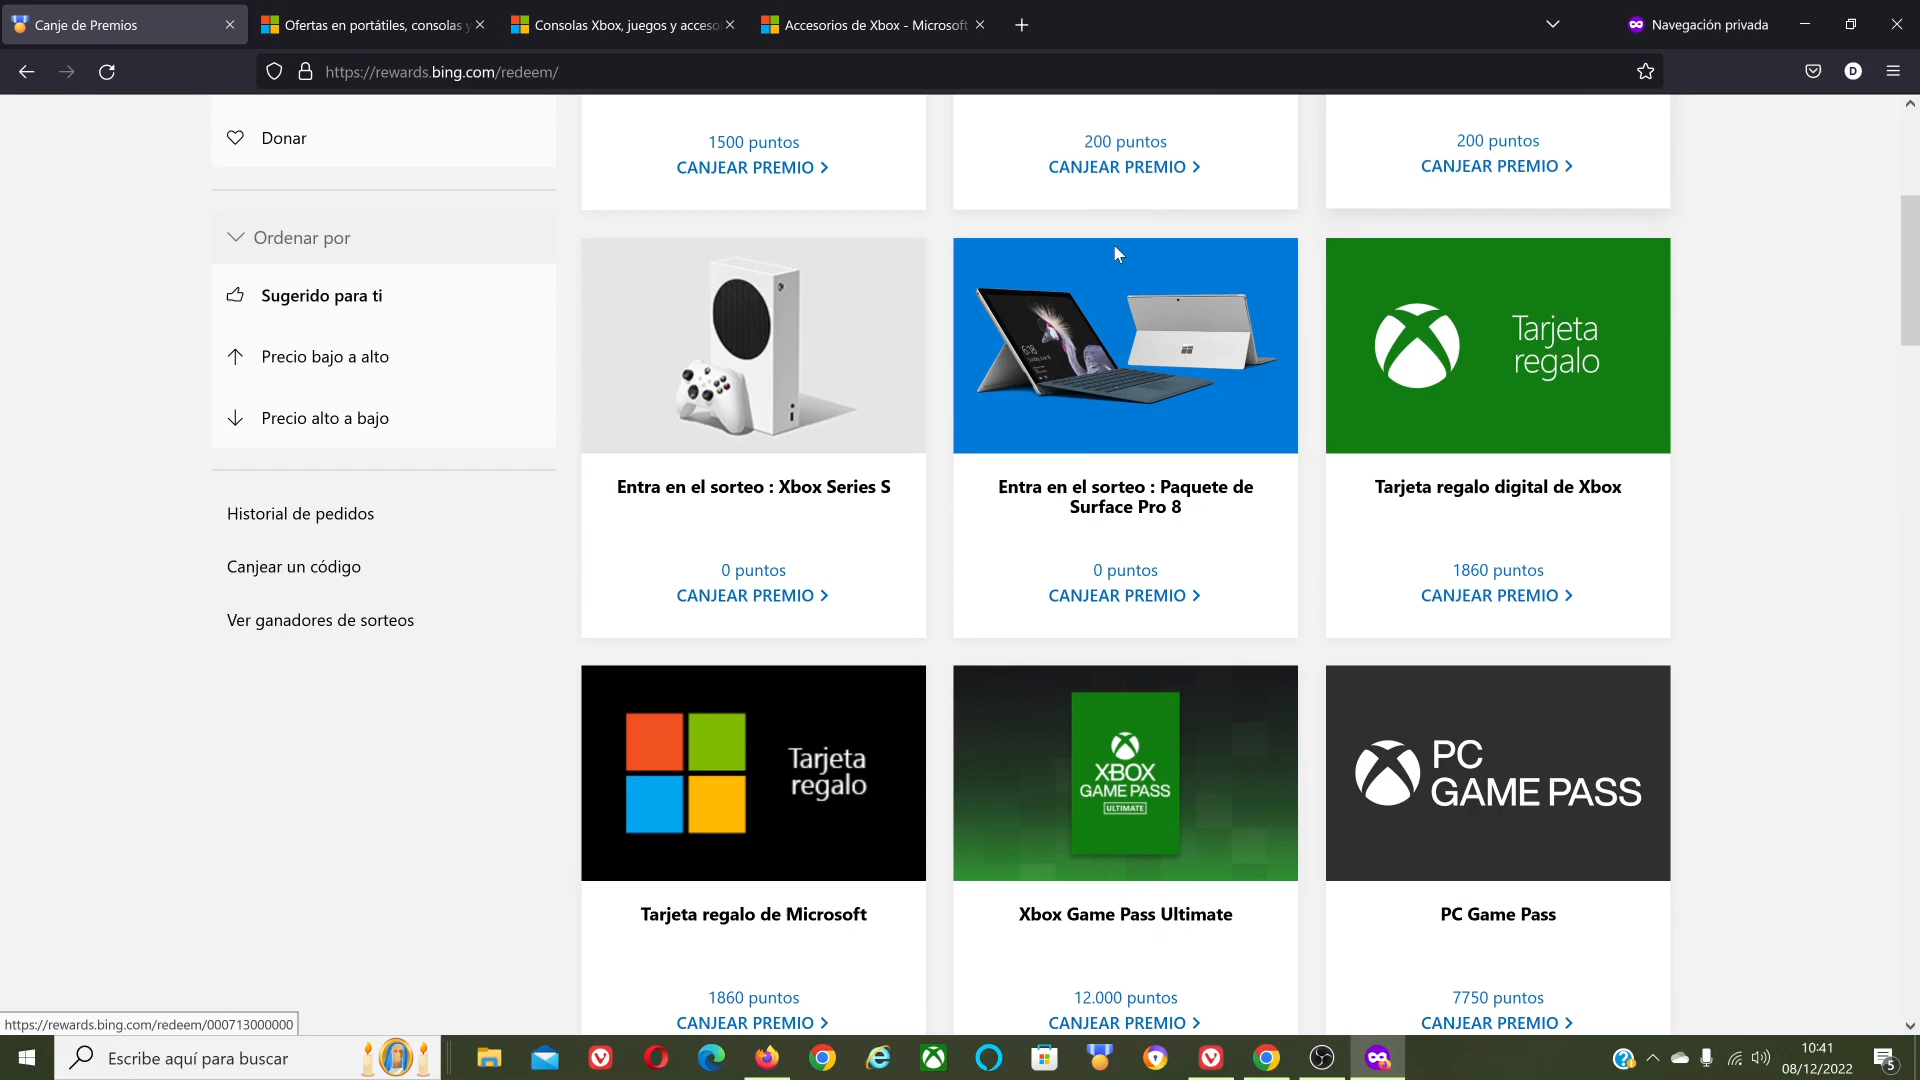 Canje de Premios
Ofertas en portátiles, consolas y
Consolas Xbox, juegos y acceso
Accesorios de Xbox - Microsoft
Navegación privada
https://rewards.bing.com/redeem/
D
Donar
Ordenar por
Sugerido para ti
Precio bajo a alto
Precio alto a bajo
Historial de pedidos
Canjear un código
Ver ganadores de sorteos
1500 puntos
CANJEAR PREMIO
200 puntos
CANJEAR PREMIO
200 puntos
CANJEAR PREMIO
Entra en el sorteo : Xbox Series S
0 puntos
CANJEAR PREMIO
Entra en el sorteo : Paquete de
Surface Pro 8
0 puntos
CANJEAR PREMIO
Tarjeta
regalo
Tarjeta regalo digital de Xbox
1860 puntos
CANJEAR PREMIO
Tarjeta
regalo
Tarjeta regalo de Microsoft
1860 puntos
CANJEAR PREMIO
XBOX
GAME PASS
ULTIMATE
Xbox Game Pass Ultimate
12.000 puntos
CANJEAR PREMIO
PC
GAME PASS
PC Game Pass
7750 puntos
CANJEAR PREMIO
https://rewards.bing.com/redeem/000713000000
Escribe aquí para buscar
10:41
08/12/2022
5